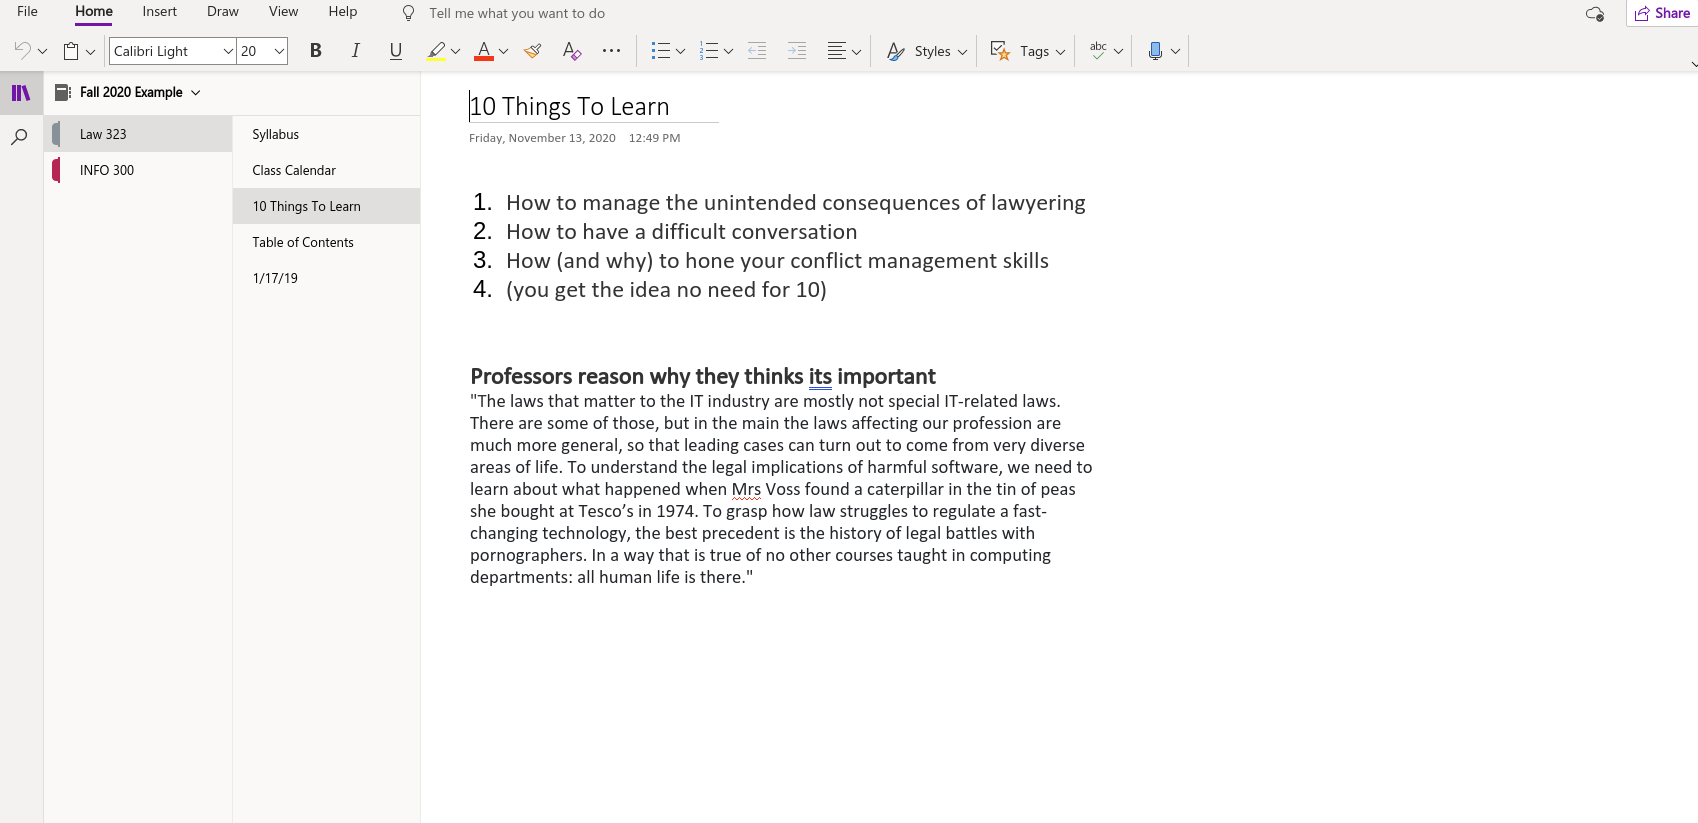 File Home Insert Draw View Help Tell me what you want to do Share
Calibri Light 20 B I U A A 1 2 3 Styles Tags abc
Fall 2020 Example
Law 323
INFO 300
Syllabus
Class Calendar
10 Things To Learn
Table of Contents
1/17/19
10 Things To Learn
Friday, November 13, 2020 12:49 PM
1. How to manage the unintended consequences of lawyering
2. How to have a difficult conversation
3. How (and why) to hone your conflict management skills
4. (you get the idea no need for 10)
Professors reason why they thinks its important
"The laws that matter to the IT industry are mostly not special IT-related laws.
There are some of those, but in the main the laws affecting our profession are
much more general, so that leading cases can turn out to come from very diverse
areas of life. To understand the legal implications of harmful software, we need to
learn about what happened when Mrs Voss found a caterpillar in the tin of peas
she bought at Tesco’s in 1974. To grasp how law struggles to regulate a fast-
changing technology, the best precedent is the history of legal battles with
pornographers. In a way that is true of no other courses taught in computing
departments: all human life is there."